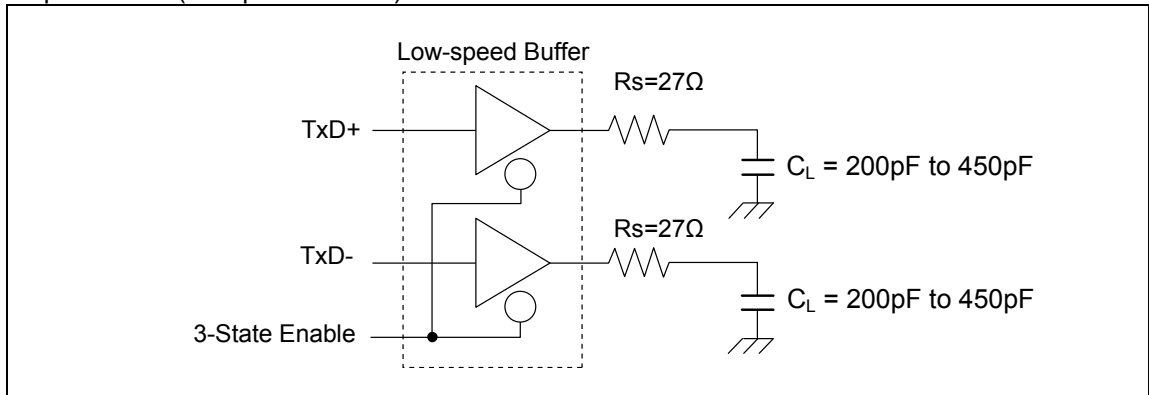 Low-speed Buffer
Rs=27Ω
TxD+
C_L = 200pF to 450pF
Rs=27Ω
TxD-
C_L = 200pF to 450pF
3-State Enable